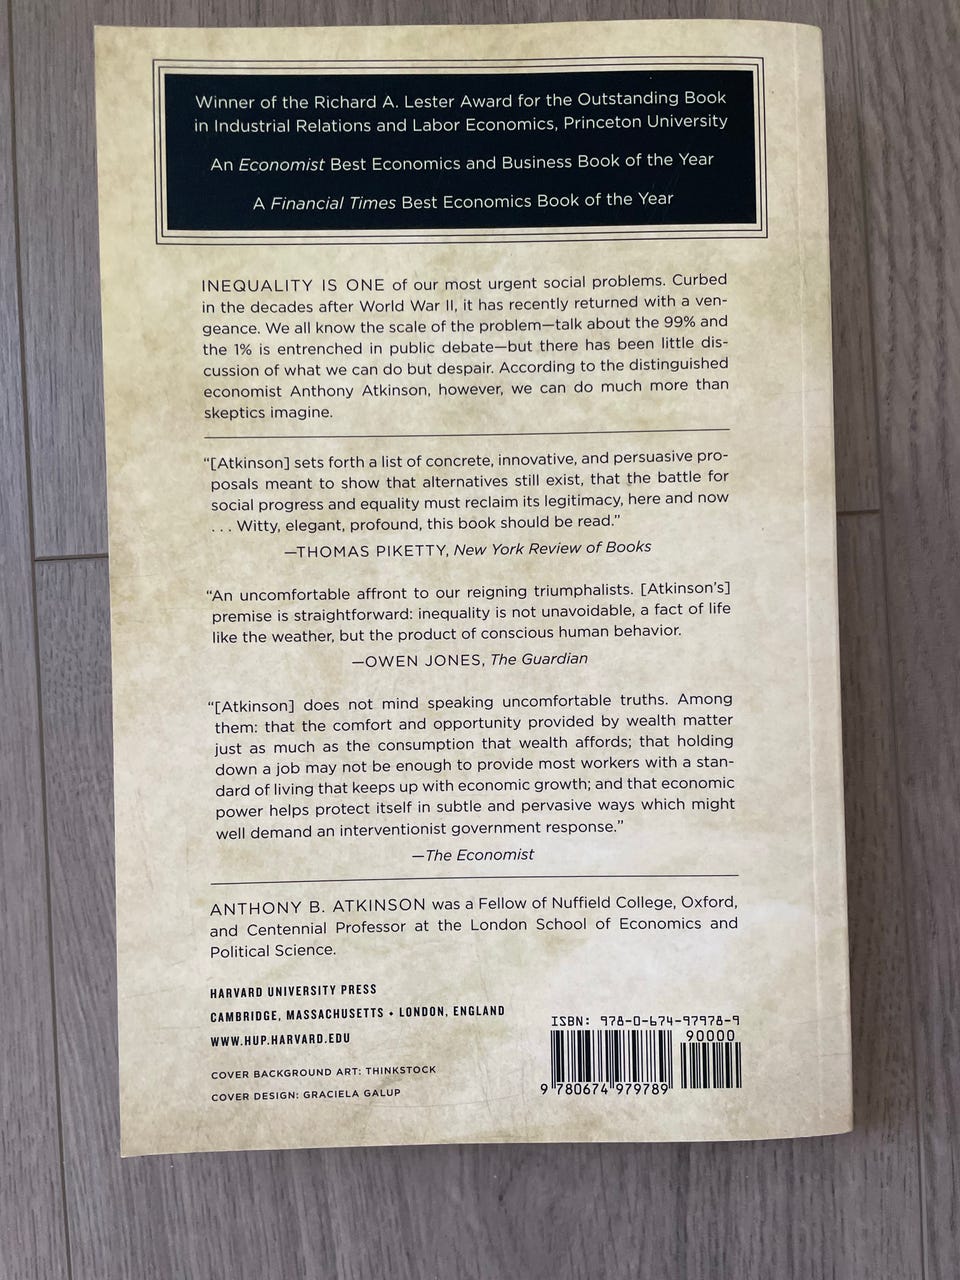 Winner of the Richard A. Lester Award for the Outstanding Book
in Industrial Relations and Labor Economics, Princeton University
An Economist Best Economics and Business Book of the Year
A Financial Times Best Economics Book of the Year
INEQUALITY IS ONE of our most urgent social problems. Curbed
in the decades after World War II, it has recently returned with a ven-
geance. We all know the scale of the problem—talk about the 99% and
the 1% is entrenched in public debate—but there has been little dis-
cussion of what we can do but despair. According to the distinguished
economist Anthony Atkinson, however, we can do much more than
skeptics imagine.
“[Atkinson] sets forth a list of concrete, innovative, and persuasive pro-
posals meant to show that alternatives still exist, that the battle for
social progress and equality must reclaim its legitimacy, here and now
. . . Witty, elegant, profound, this book should be read.”
—THOMAS PIKETTY, New York Review of Books
“An uncomfortable affront to our reigning triumphalists. [Atkinson’s]
premise is straightforward: inequality is not unavoidable, a fact of life
like the weather, but the product of conscious human behavior.
—OWEN JONES, The Guardian
“[Atkinson] does not mind speaking uncomfortable truths. Among
them: that the comfort and opportunity provided by wealth matter
just as much as the consumption that wealth affords; that holding
down a job may not be enough to provide most workers with a stan-
dard of living that keeps up with economic growth; and that economic
power helps protect itself in subtle and pervasive ways which might
well demand an interventionist government response.”
—The Economist
ANTHONY B. ATKINSON was a Fellow of Nuffield College, Oxford,
and Centennial Professor at the London School of Economics and
Political Science.
HARVARD UNIVERSITY PRESS
CAMBRIDGE, MASSACHUSETTS • LONDON, ENGLAND
WWW.HUP.HARVARD.EDU
COVER BACKGROUND ART: THINKSTOCK
COVER DESIGN: GRACIELA GALUP
ISBN: 978-0-674-97978-9
90000
9 780674 979789